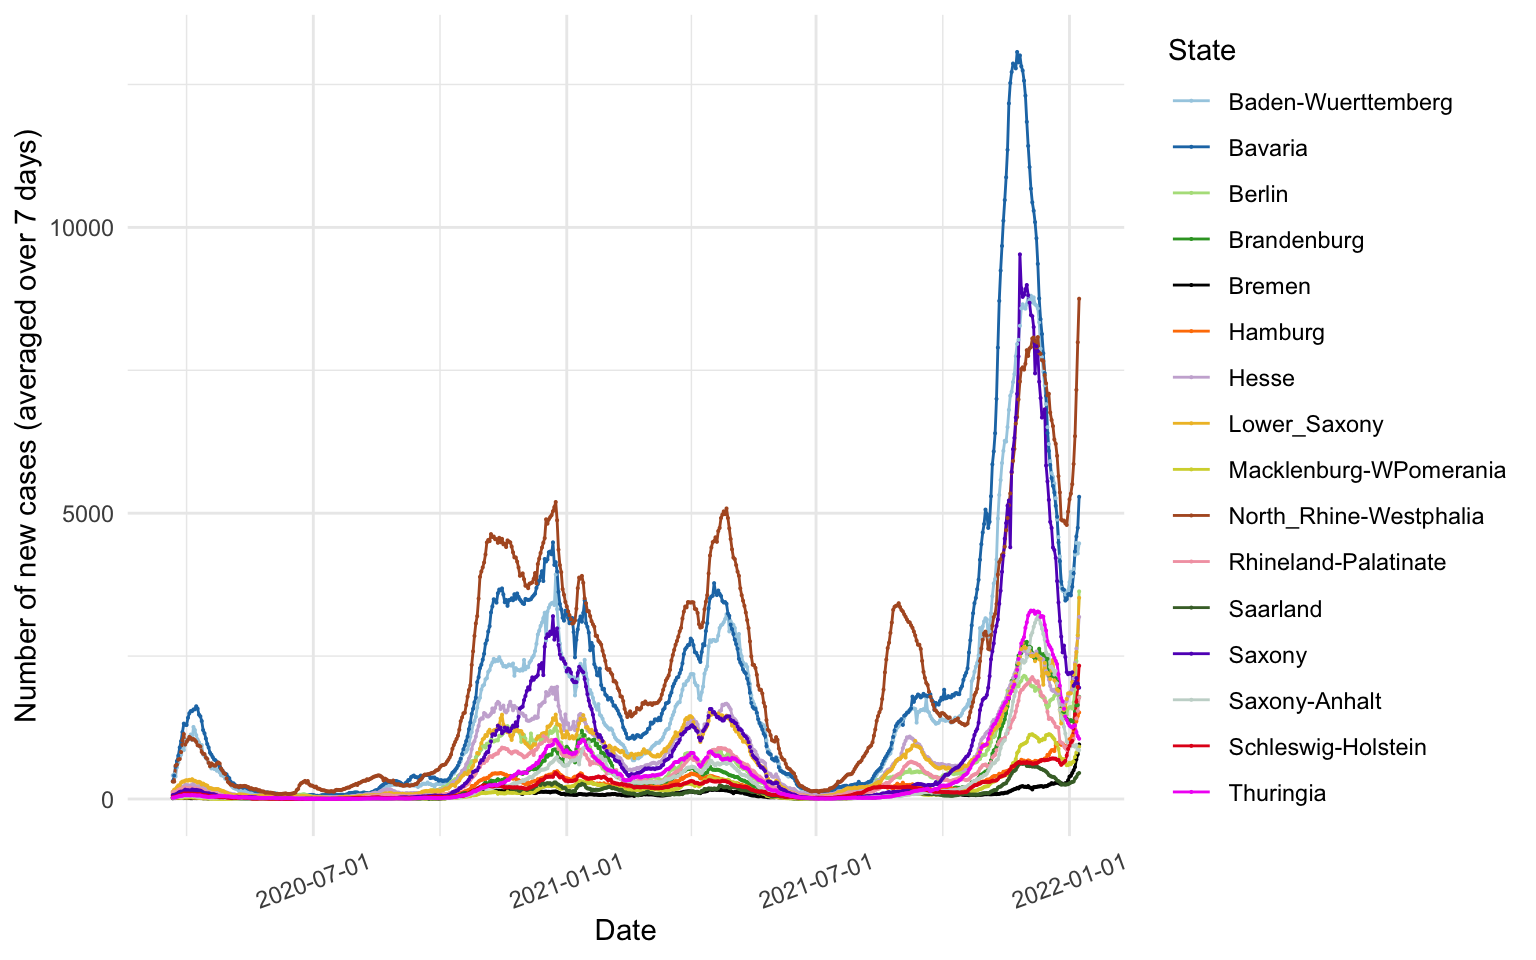 Number of new cases (averaged over 7 days)
10000
5000
0
2020-07-01
2021-01-01
2021-07-01
2022-01-01
Date
State
Baden-Wuerttemberg
Bavaria
Berlin
Brandenburg
Bremen
Hamburg
Hesse
Lower_Saxony
Macklenburg-WPomerania
North_Rhine-Westphalia
Rhineland-Palatinate
Saarland
Saxony
Saxony-Anhalt
Schleswig-Holstein
Thuringia